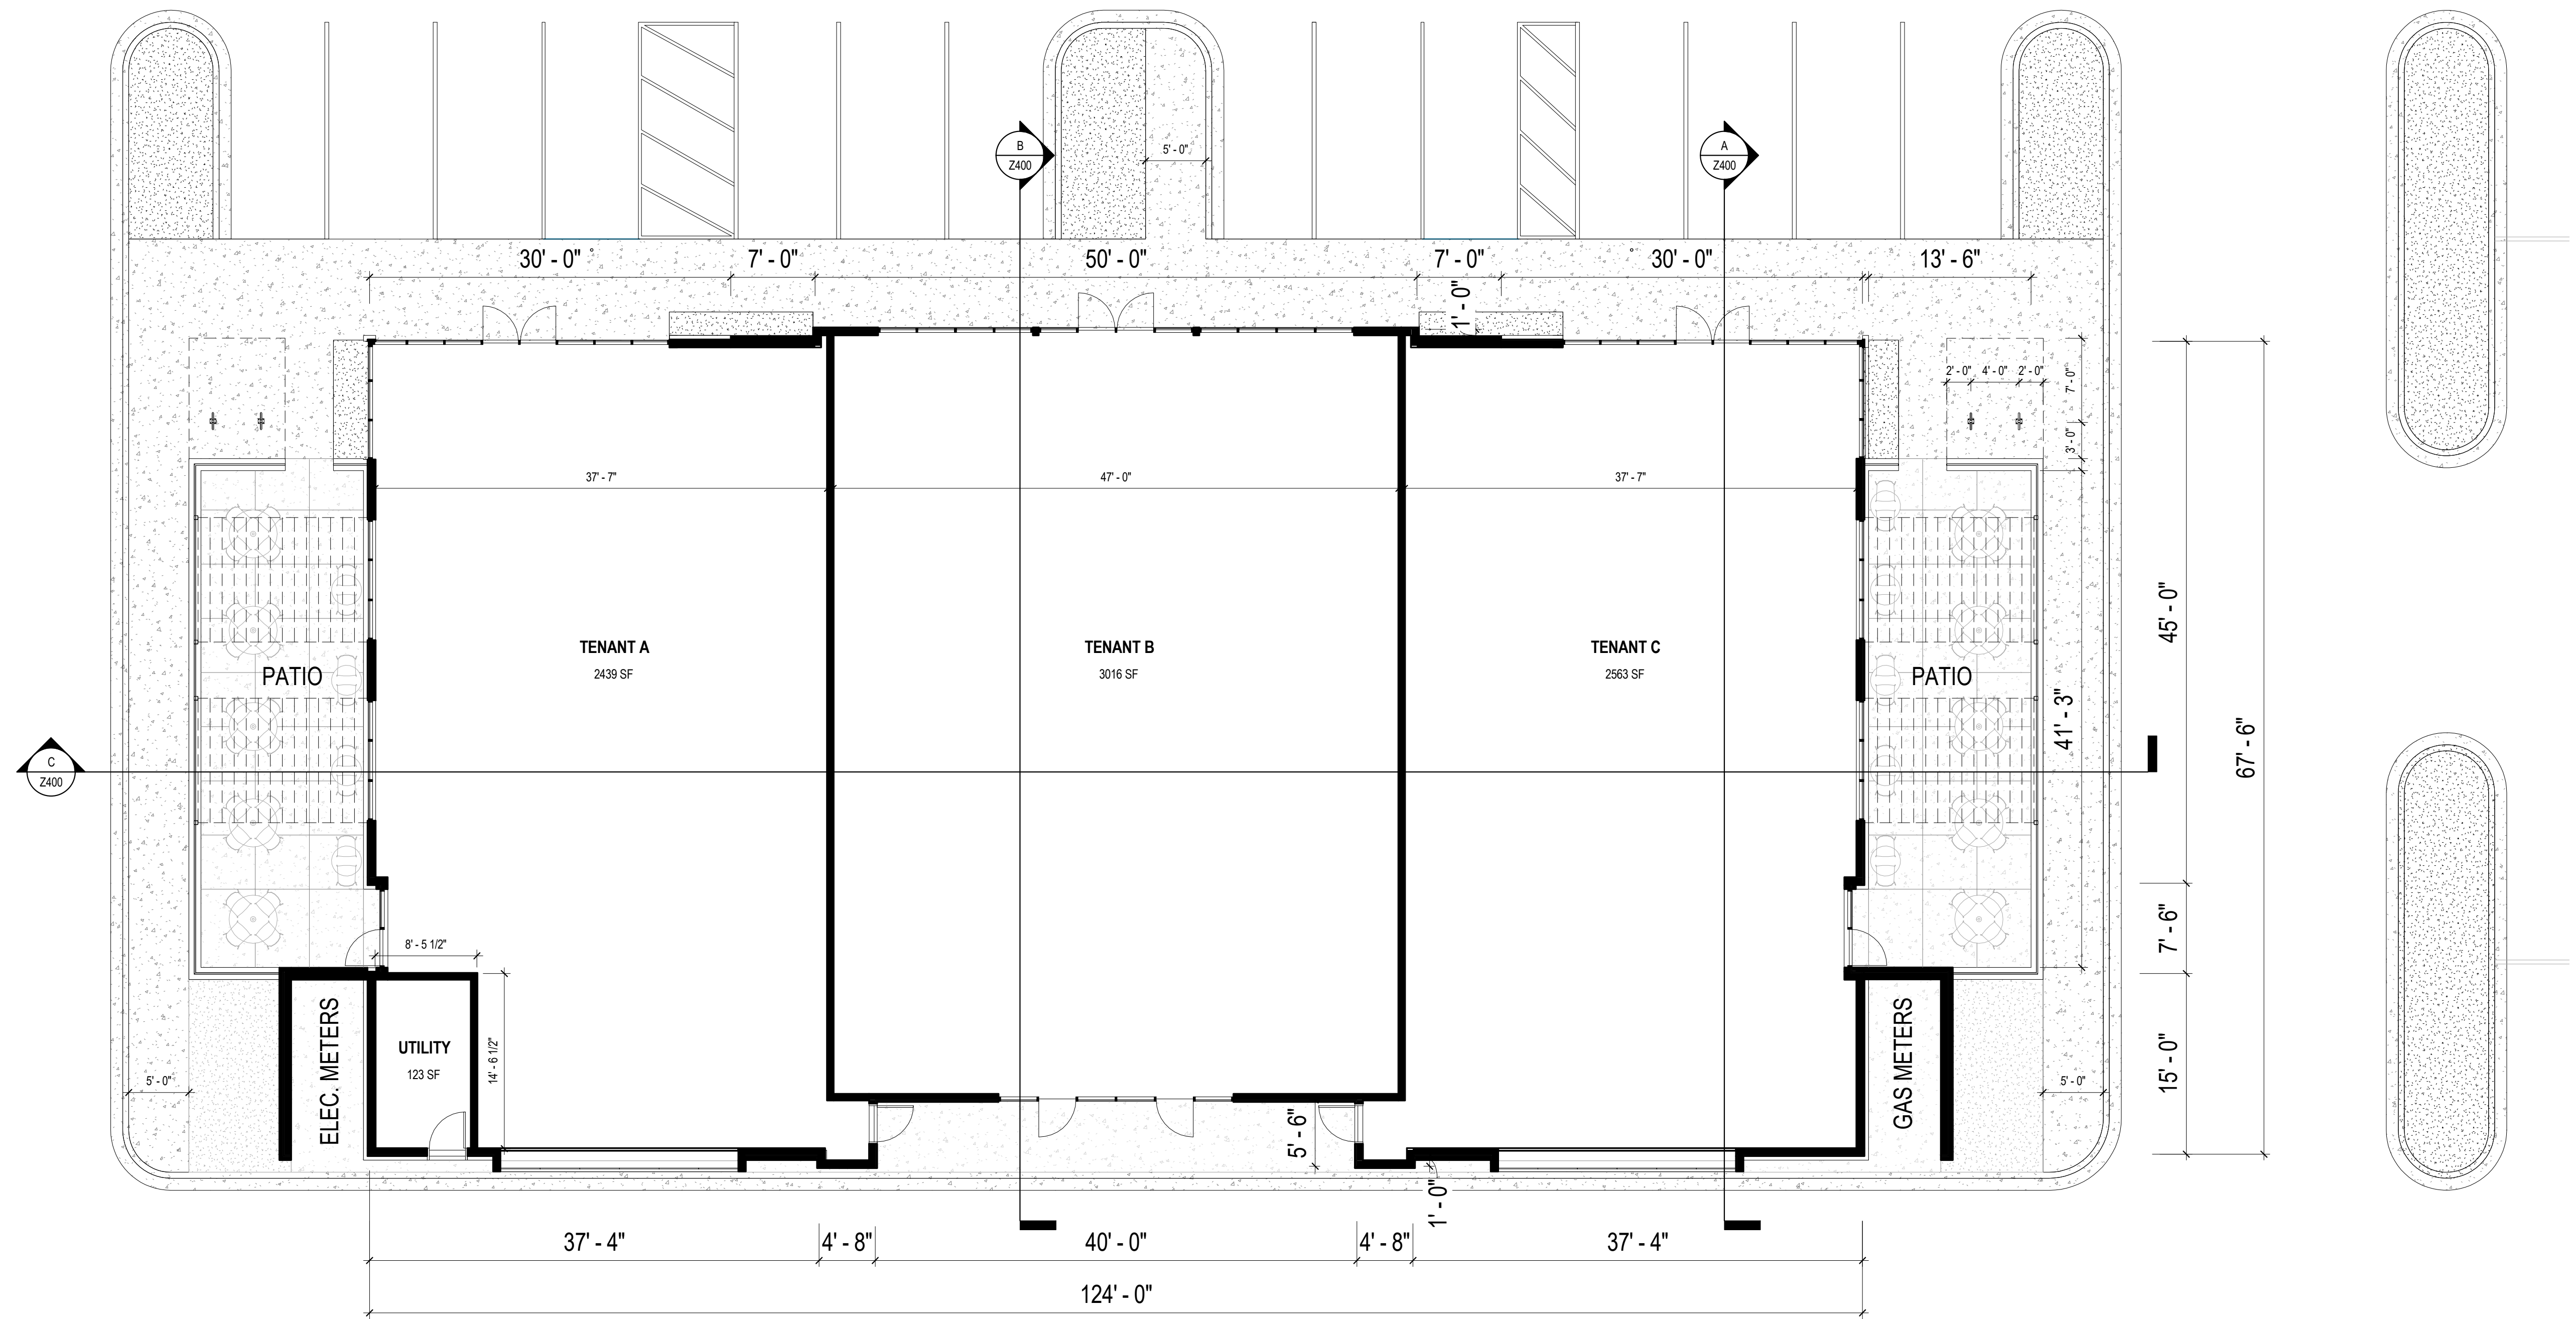 B
Z400
5' - 0"
A
Z400
30' - 0"
7' - 0"
50' - 0"
7' - 0"
30' - 0"
13' - 6"
1' - 0"
2' - 0"
4' - 0"
2' - 0"
7' - 0"
3' - 0"
37' - 7"
47' - 0"
37' - 7"
45' - 0"
TENANT A
2439 SF
TENANT B
3016 SF
TENANT C
2563 SF
PATIO
PATIO
41' - 3"
67' - 6"
C
Z400
7' - 6"
8' - 5 1/2"
ELEC. METERS
UTILITY
123 SF
14' - 6 1/2"
GAS METERS
15' - 0"
5' - 0"
5' - 0"
5' - 6"
1' - 0"
37' - 4"
4' - 8"
40' - 0"
4' - 8"
37' - 4"
124' - 0"